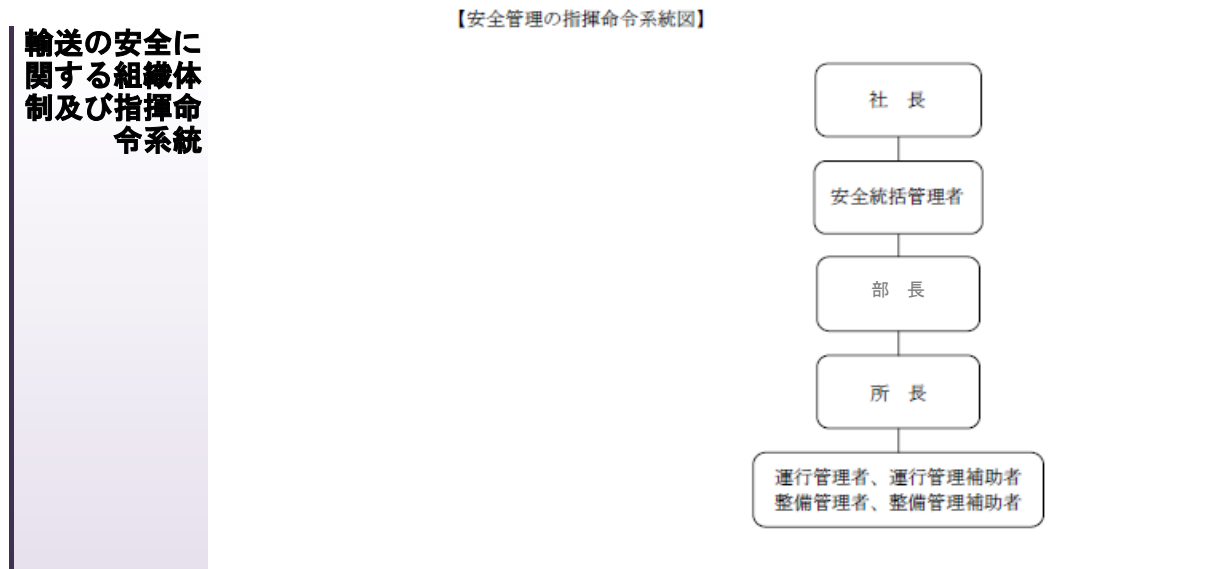 輸送の安全に
関する組織体
制及び指揮命
令系統
【安全管理の指揮命令系統図】
社　長
安全統括管理者
部　長
所　長
運行管理者、運行管理補助者
整備管理者、整備管理補助者